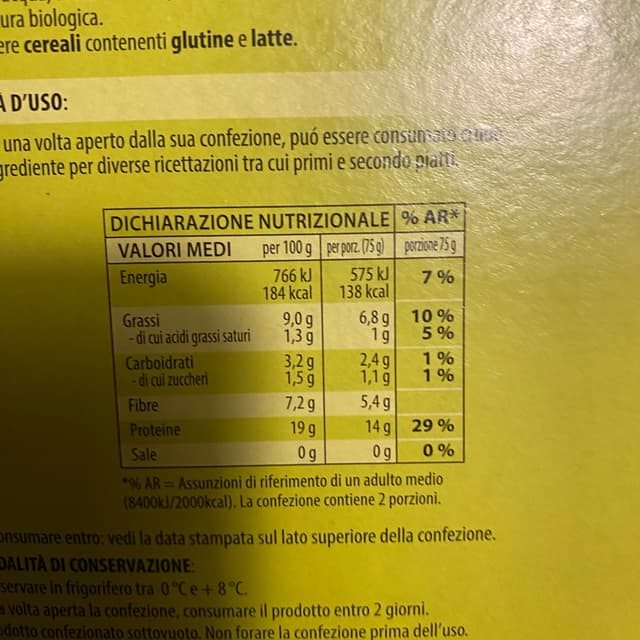 ura biologica.
ere cereali contenenti glutine e latte.
À D'USO:
una volta aperto dalla sua confezione, puó essere consumato
grediente per diverse ricettazioni tra cui primi e secondo piatti.
DICHIARAZIONE NUTRIZIONALE % AR*
VALORI MEDI per 100 g per porz. (75 g) porzione 75 g
Energia 766 kJ 575 kJ 7 %
184 kcal 138 kcal
Grassi 9,0 g 6,8 g 10 %
- di cui acidi grassi saturi 1,3 g 1 g 5 %
Carboidrati 3,2 g 2,4 g 1 %
- di cui zuccheri 1,5 g 1,1 g 1 %
Fibre 7,2 g 5,4 g
Proteine 19 g 14 g 29 %
Sale 0 g 0 g 0 %
*% AR = Assunzioni di riferimento di un adulto medio
(8400kJ/2000kcal). La confezione contiene 2 porzioni.
onsumare entro: vedi la data stampata sul lato superiore della confezione.
DALITÀ DI CONSERVAZIONE:
servare in frigorifero tra 0°C e + 8°C.
a volta aperta la confezione, consumare il prodotto entro 2 giorni.
odotto confezionato sottovuoto. Non forare la confezione prima dell'uso.